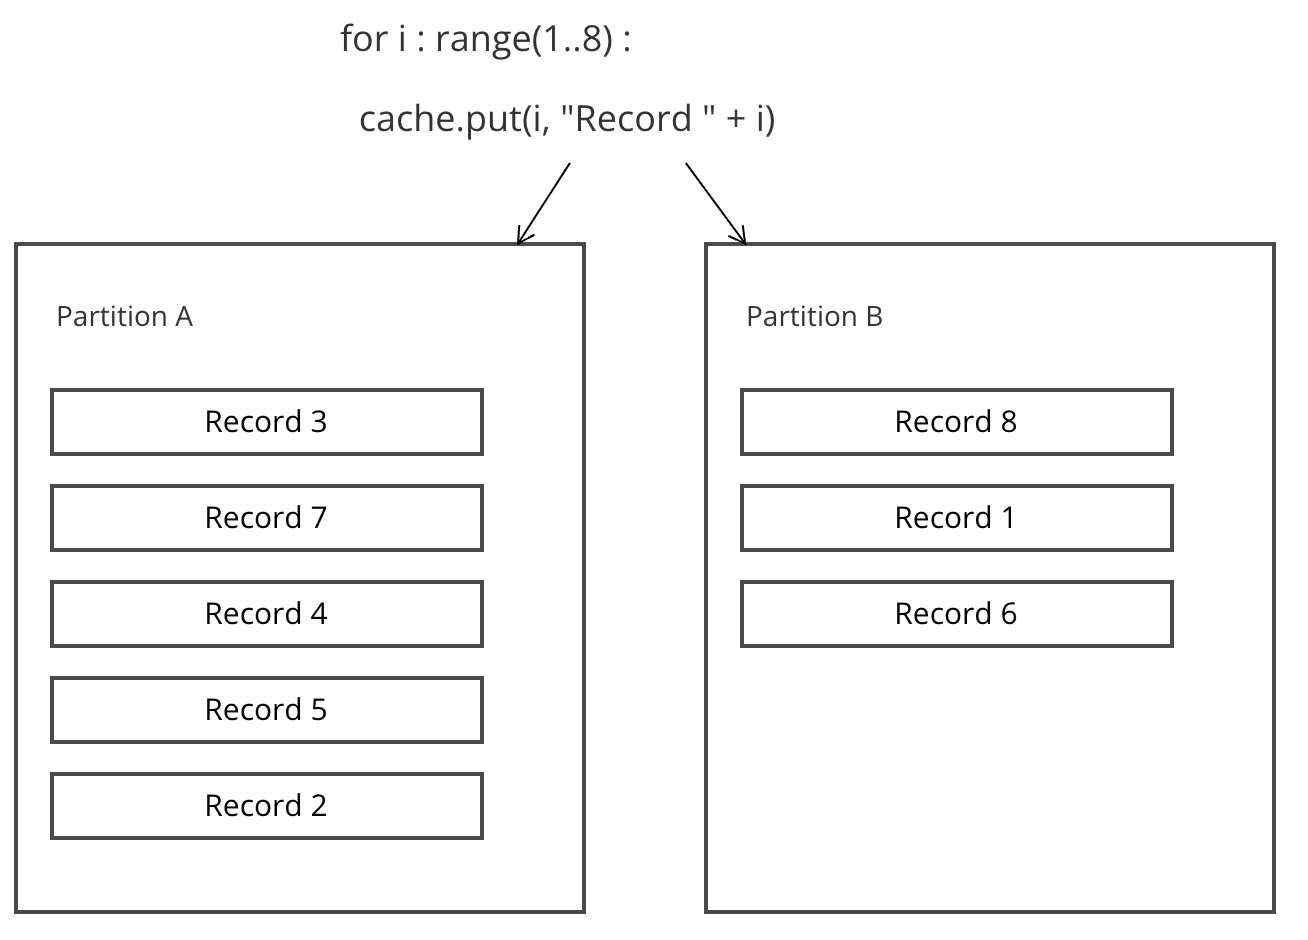 for i : range(1..8) :
cache.put(i, "Record " + i)
Partition A
Record 3
Record 7
Record 4
Record 5
Record 2
Partition B
Record 8
Record 1
Record 6